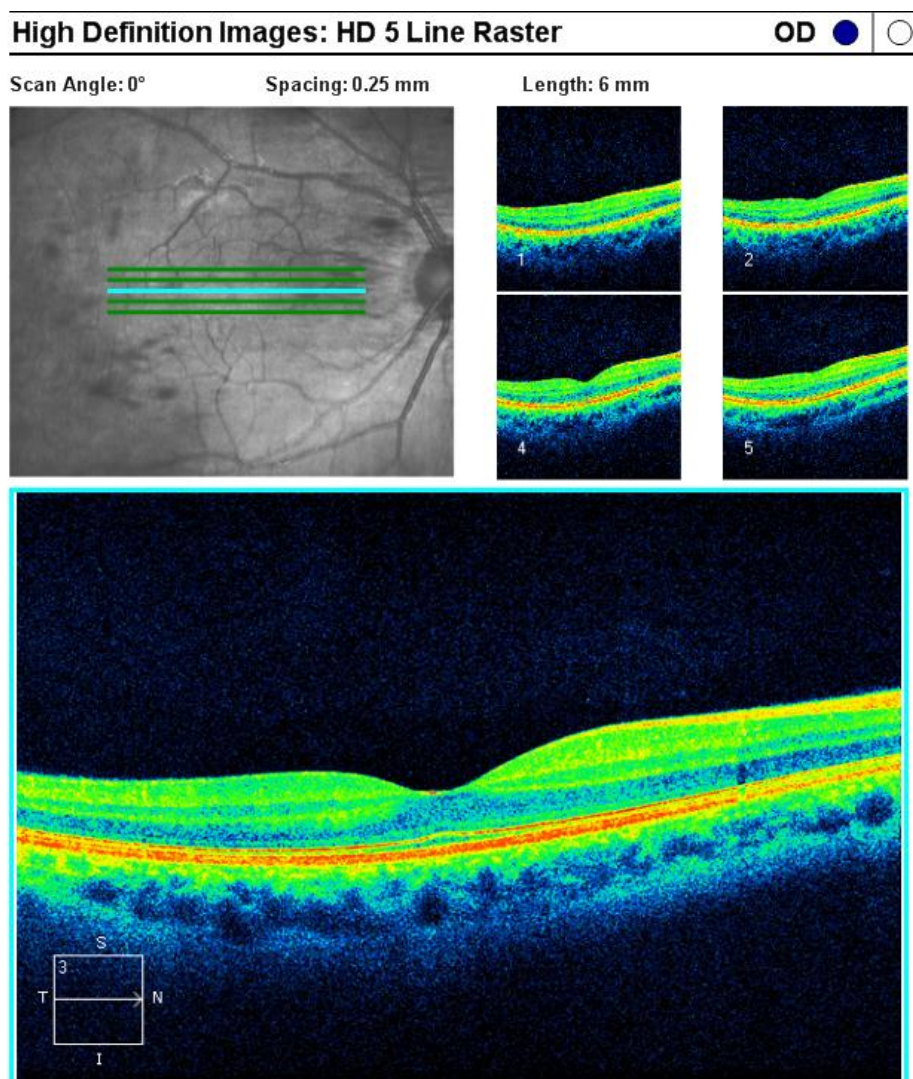 High Definition Images: HD 5 Line Raster OD
Scan Angle: 0° Spacing: 0.25 mm Length: 6 mm
1 2
4 5
S
3
T N
I